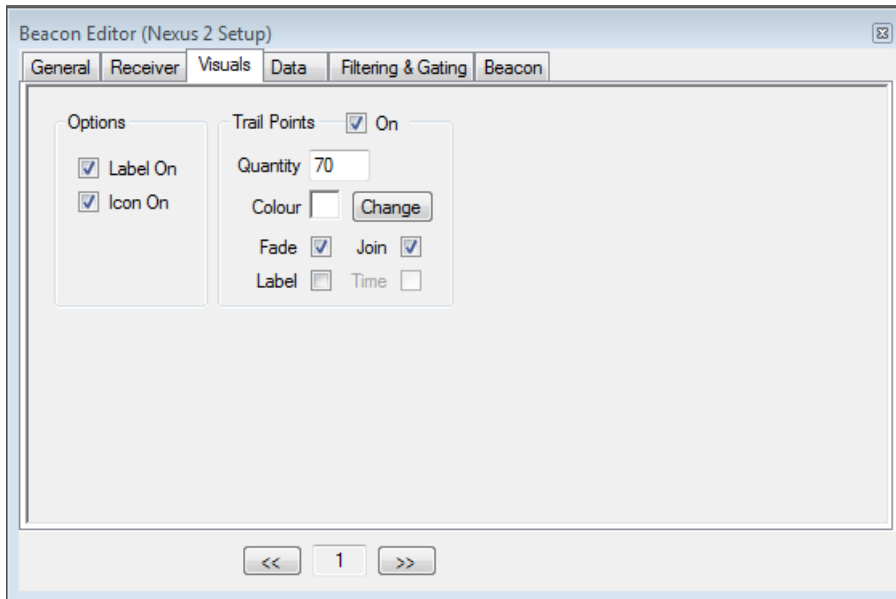 Beacon Editor (Nexus 2 Setup)
General Receiver Visuals Data Filtering & Gating Beacon
Options
Label On
Icon On
Trail Points On
Quantity 70
Colour Change
Fade Join
Label Time
<< 1 >>